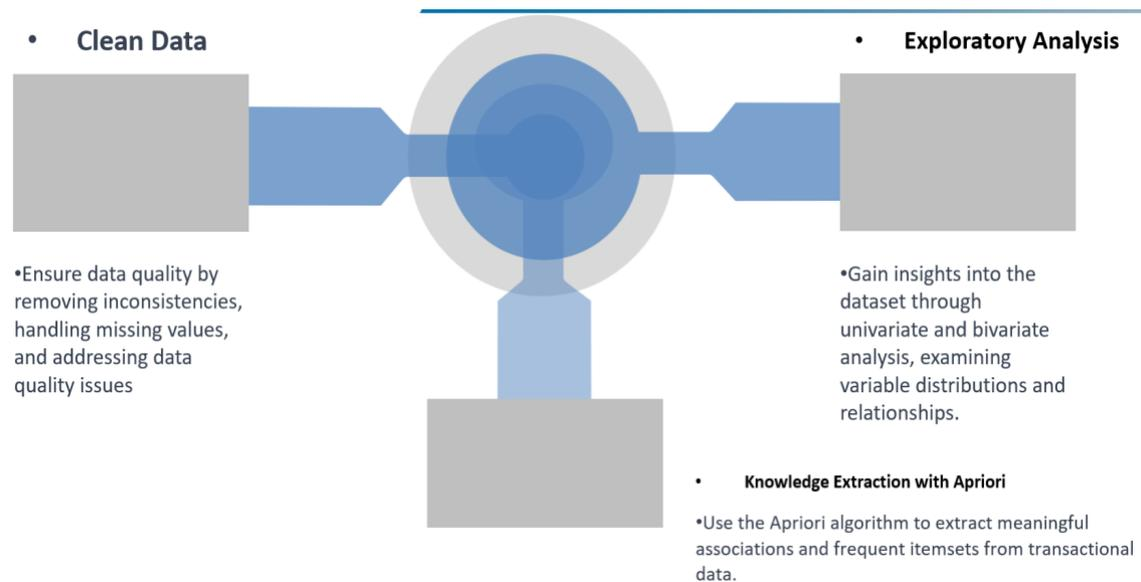 • Clean Data
•Ensure data quality by
removing inconsistencies,
handling missing values,
and addressing data
quality issues
• Exploratory Analysis
•Gain insights into the
dataset through
univariate and bivariate
analysis, examining
variable distributions and
relationships.
• Knowledge Extraction with Apriori
•Use the Apriori algorithm to extract meaningful
associations and frequent itemsets from transactional
data.